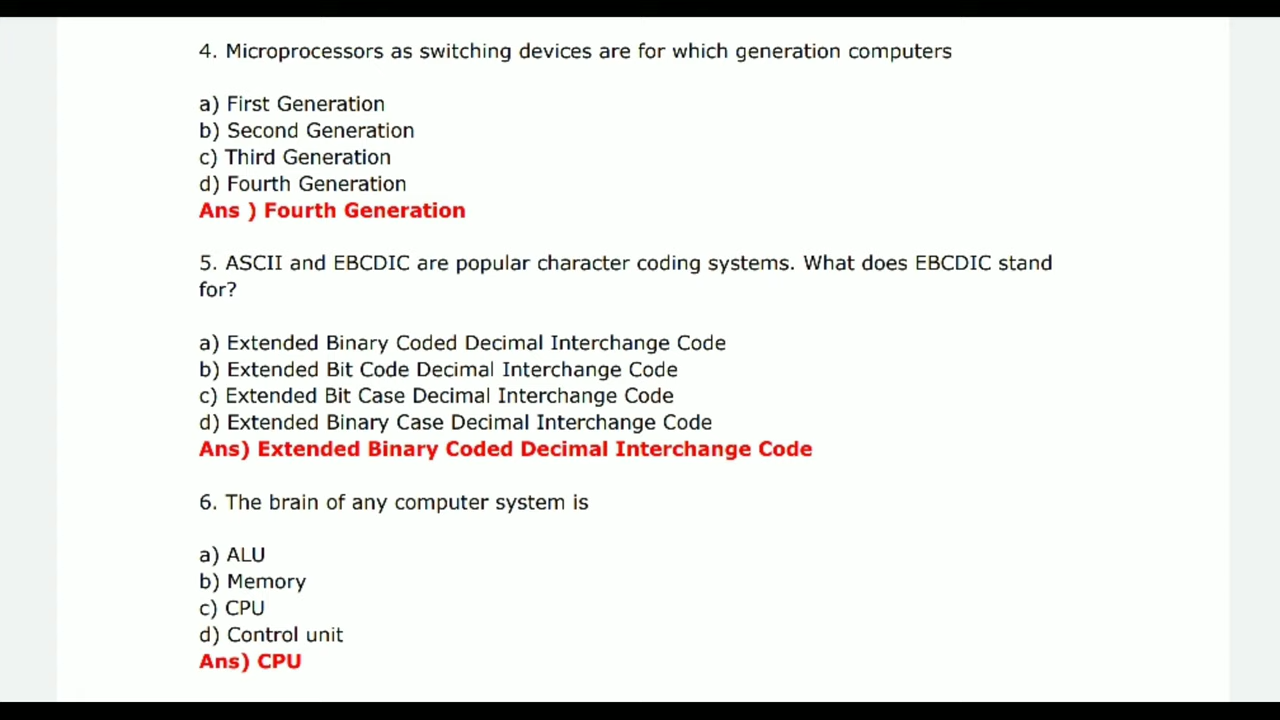 4. Microprocessors as switching devices are for which generation computers
a) First Generation
b) Second Generation
c) Third Generation
d) Fourth Generation
Ans ) Fourth Generation
5. ASCII and EBCDIC are popular character coding systems. What does EBCDIC stand
for?
a) Extended Binary Coded Decimal Interchange Code
b) Extended Bit Code Decimal Interchange Code
c) Extended Bit Case Decimal Interchange Code
d) Extended Binary Case Decimal Interchange Code
Ans) Extended Binary Coded Decimal Interchange Code
6. The brain of any computer system is
a) ALU
b) Memory
c) CPU
d) Control unit
Ans) CPU